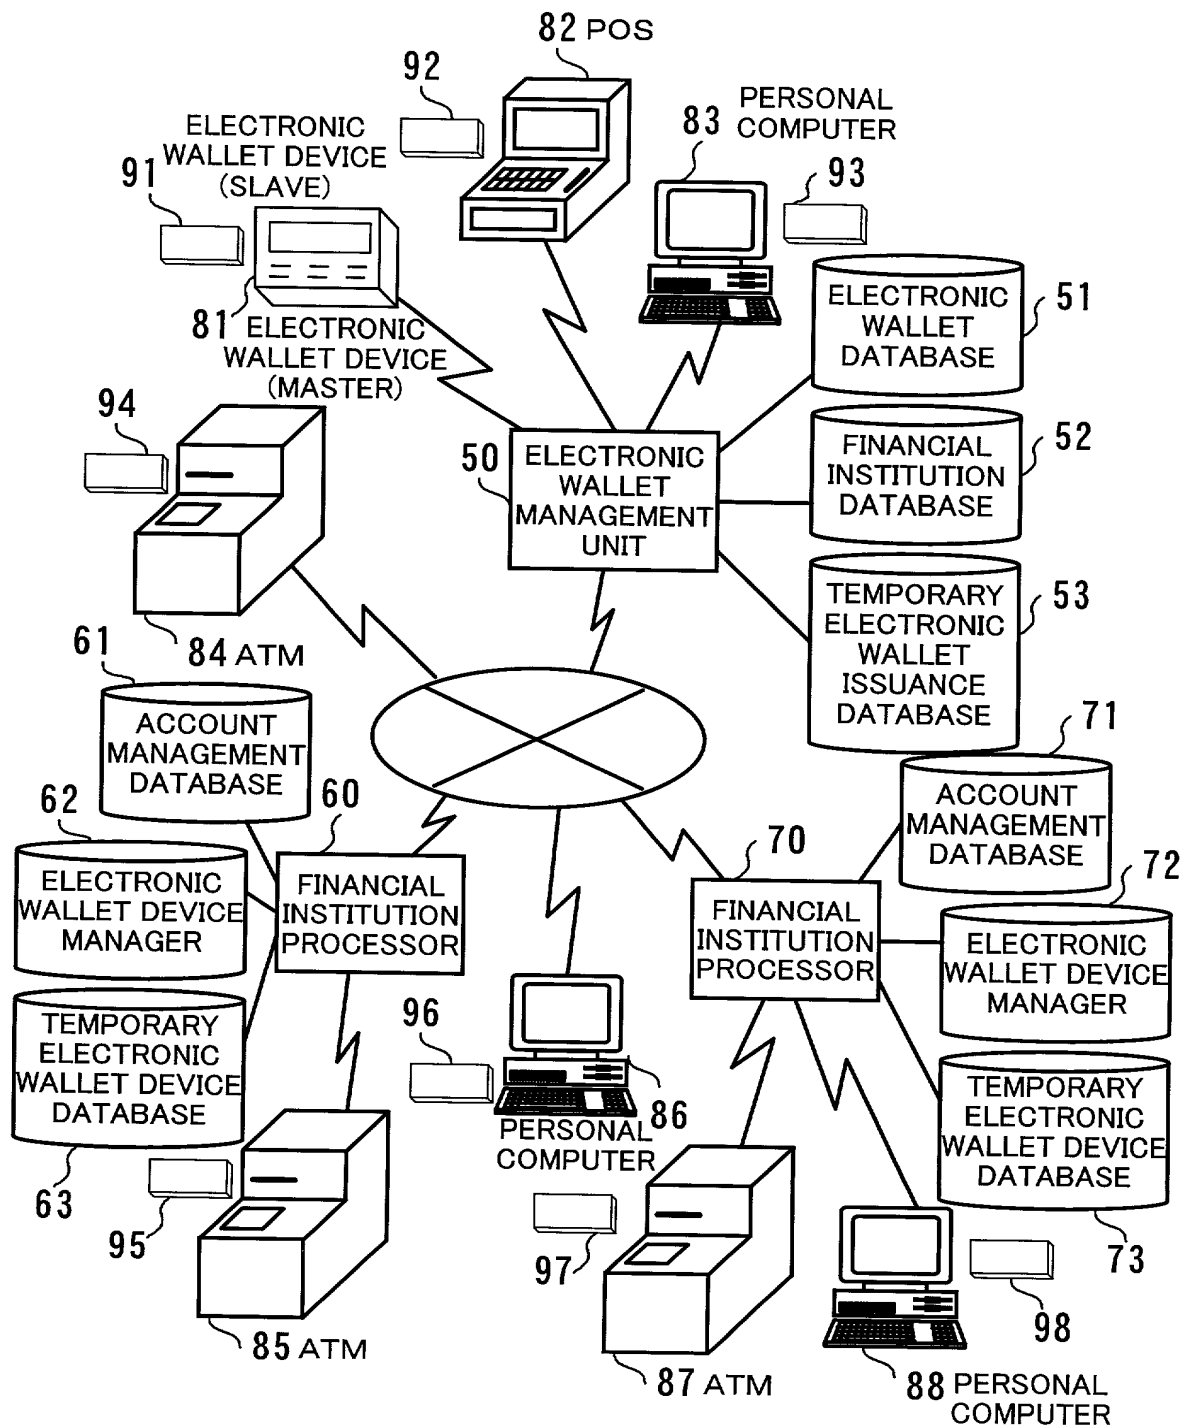 82 POS
92
PERSONAL
COMPUTER
83
ELECTRONIC
WALLET DEVICE
(SLAVE)
91
93
81
ELECTRONIC
WALLET DEVICE
(MASTER)
ELECTRONIC
WALLET
DATABASE
51
94
50
ELECTRONIC
WALLET
MANAGEMENT
UNIT
FINANCIAL
INSTITUTION
DATABASE
52
TEMPORARY
ELECTRONIC
WALLET
ISSUANCE
DATABASE
53
84 ATM
61
ACCOUNT
MANAGEMENT
DATABASE
71
ACCOUNT
MANAGEMENT
DATABASE
62
60
ELECTRONIC
WALLET DEVICE
MANAGER
FINANCIAL
INSTITUTION
PROCESSOR
70
FINANCIAL
INSTITUTION
PROCESSOR
72
ELECTRONIC
WALLET DEVICE
MANAGER
TEMPORARY
ELECTRONIC
WALLET DEVICE
DATABASE
63
96
86
PERSONAL
COMPUTER
TEMPORARY
ELECTRONIC
WALLET DEVICE
DATABASE
73
95
97
98
85 ATM
87 ATM
88 PERSONAL
COMPUTER